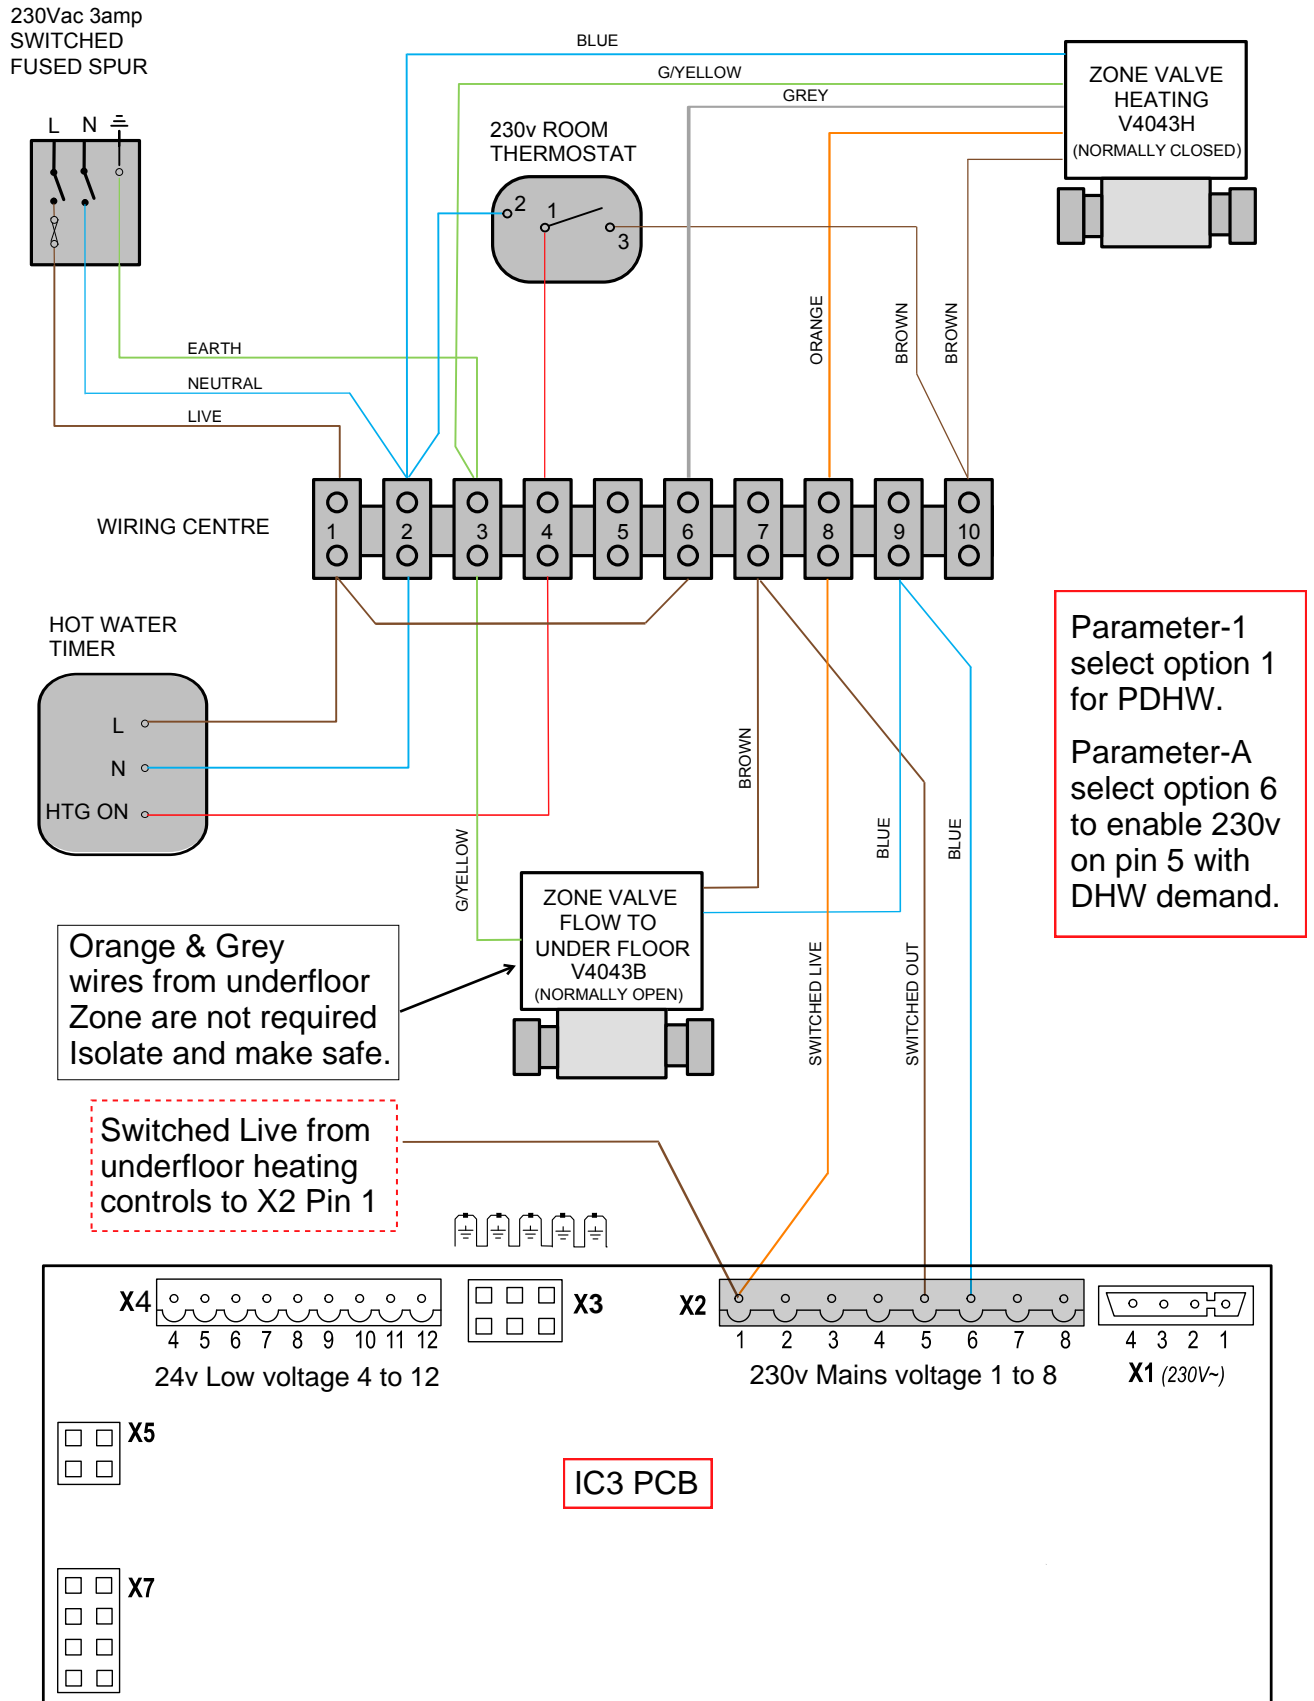 230Vac 3amp
SWITCHED
FUSED SPUR
L N
BLUE
G/YELLOW
GREY
ZONE VALVE
HEATING
V4043H
(NORMALLY CLOSED)
230v ROOM
THERMOSTAT
2 1 3
ORANGE
BROWN
BROWN
EARTH
NEUTRAL
LIVE
WIRING CENTRE
1 2 3 4 5 6 7 8 9 10
HOT WATER
TIMER
L
N
HTG ON
Parameter-1
select option 1
for PDHW.
Parameter-A
select option 6
to enable 230v
on pin 5 with
DHW demand.
BROWN
BLUE
BLUE
G/YELLOW
ZONE VALVE
FLOW TO
UNDER FLOOR
V4043B
(NORMALLY OPEN)
Orange & Grey
wires from underfloor
Zone are not required
Isolate and make safe.
SWITCHED LIVE
SWITCHED OUT
Switched Live from
underfloor heating
controls to X2 Pin 1
X4
4 5 6 7 8 9 10 11 12
24v Low voltage 4 to 12
X3
X2
1 2 3 4 5 6 7 8
230v Mains voltage 1 to 8
4 3 2 1
X1 (230V~)
X5
IC3 PCB
X7